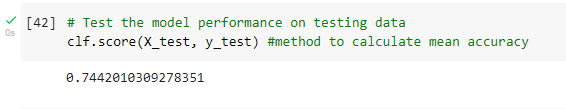 [42] # Test the model performance on testing data
0s
clf.score(X_test, y_test) #method to calculate mean accuracy
0.7442010309278351